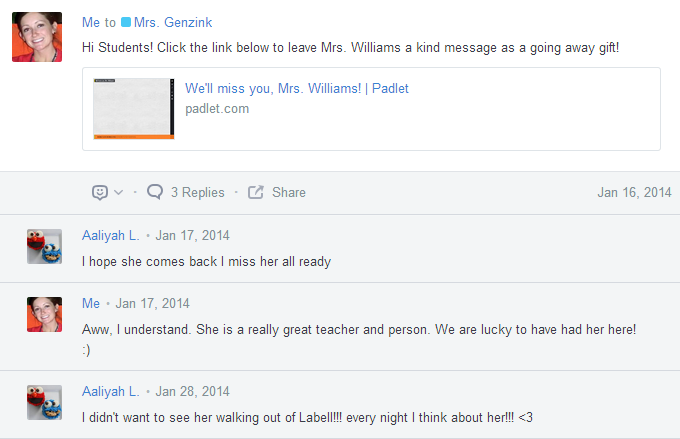 Me to Mrs. Genzink
Hi Students! Click the link below to leave Mrs. Williams a kind message as a going away gift!
We'll miss you, Mrs. Williams! | Padlet
padlet.com
3 Replies · Share Jan 16, 2014
Aaliyah L. • Jan 17, 2014
I hope she comes back I miss her all ready
Me • Jan 17, 2014
Aww, I understand. She is a really great teacher and person. We are lucky to have had her here!
:)
Aaliyah L. • Jan 28, 2014
I didn't want to see her walking out of Labell!!! every night I think about her!!! <3